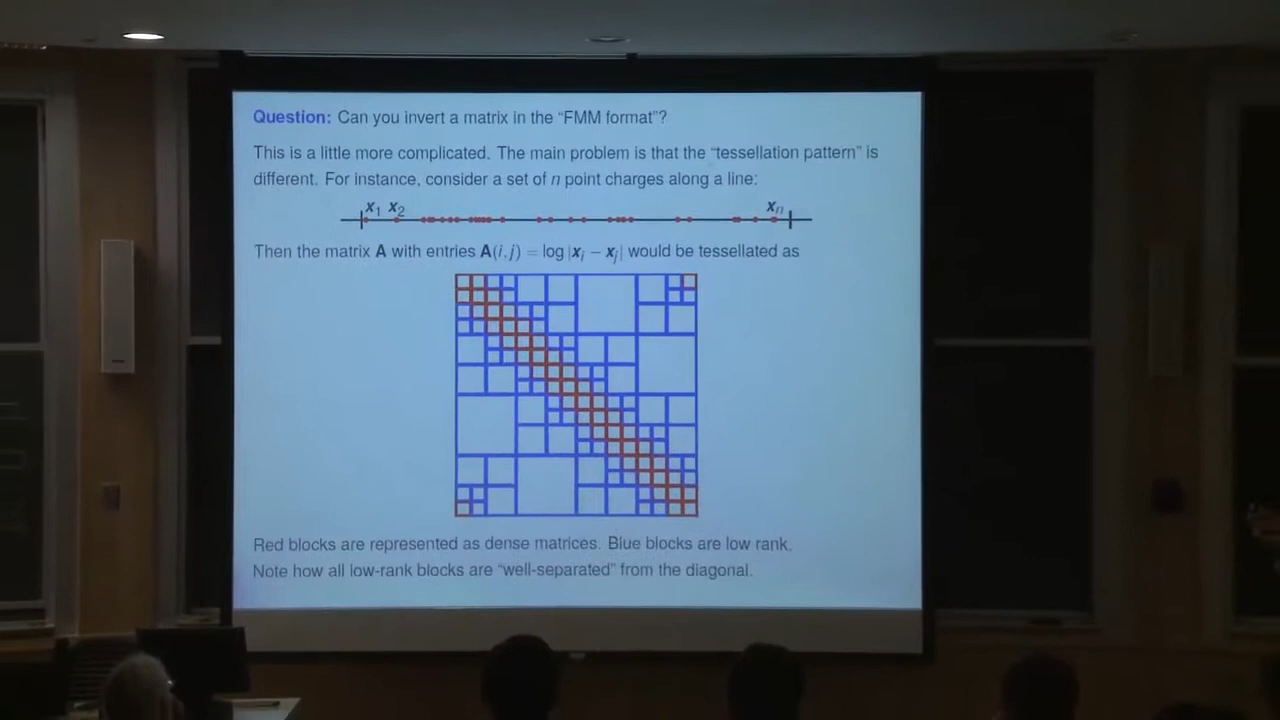 Question: Can you invert a matrix in the “FMM format”?
This is a little more complicated. The main problem is that the “tessellation pattern” is
different. For instance, consider a set of n point charges along a line:
x₁ x₂ xₙ
Then the matrix A with entries A(i, j) = log |xᵢ − xⱼ| would be tessellated as
Red blocks are represented as dense matrices. Blue blocks are low rank.
Note how all low-rank blocks are “well-separated” from the diagonal.